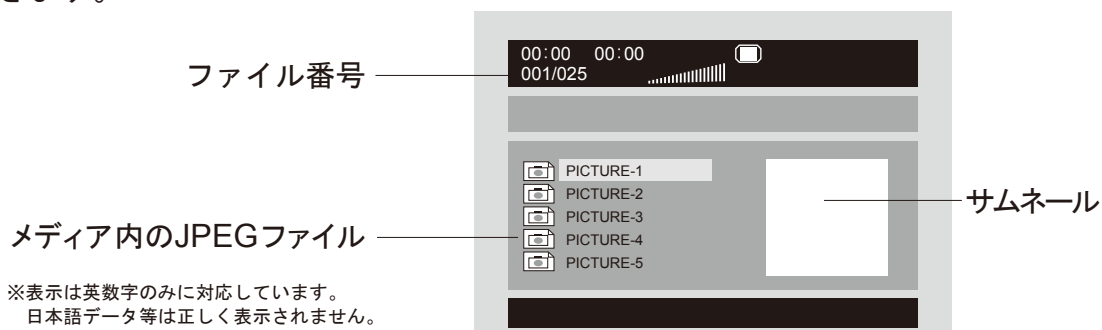 きます。
00:00 00:00
ファイル番号
001/025
PICTURE-1
PICTURE-2
サムネール
PICTURE-3
メディア内のJPEGファイル
PICTURE-4
PICTURE-5
※表示は英数字のみに対応しています。
日本語データ等は正しく表示されません。